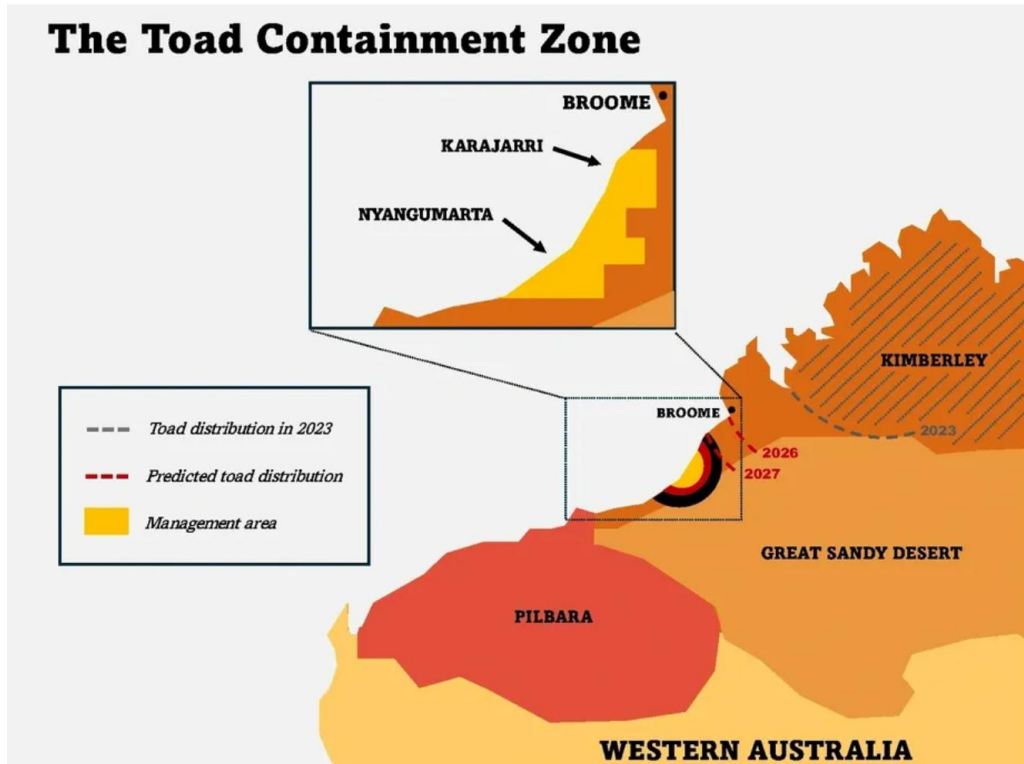 The Toad Containment Zone
BROOME
KARAJARRI
NYANGUMARTA
KIMBERLEY
BROOME
2023
2026
2027
Toad distribution in 2023
Predicted toad distribution
Management area
GREAT SANDY DESERT
PILBARA
WESTERN AUSTRALIA